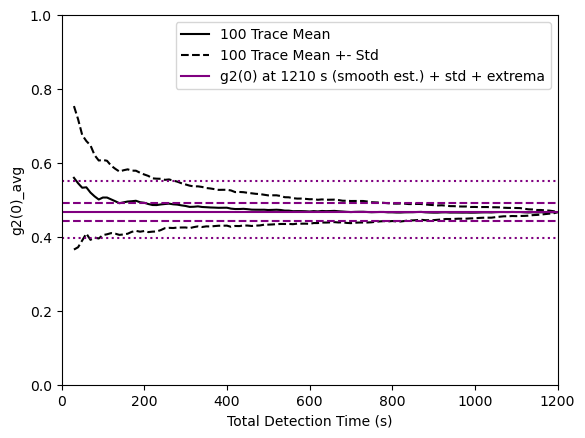 100 Trace Mean
100 Trace Mean +- Std
g2(0) at 1210 s (smooth est.) + std + extrema
1.0
0.8
0.6
0.4
0.2
0.0
g2(0)_avg
0 200 400 600 800 1000 1200
Total Detection Time (s)